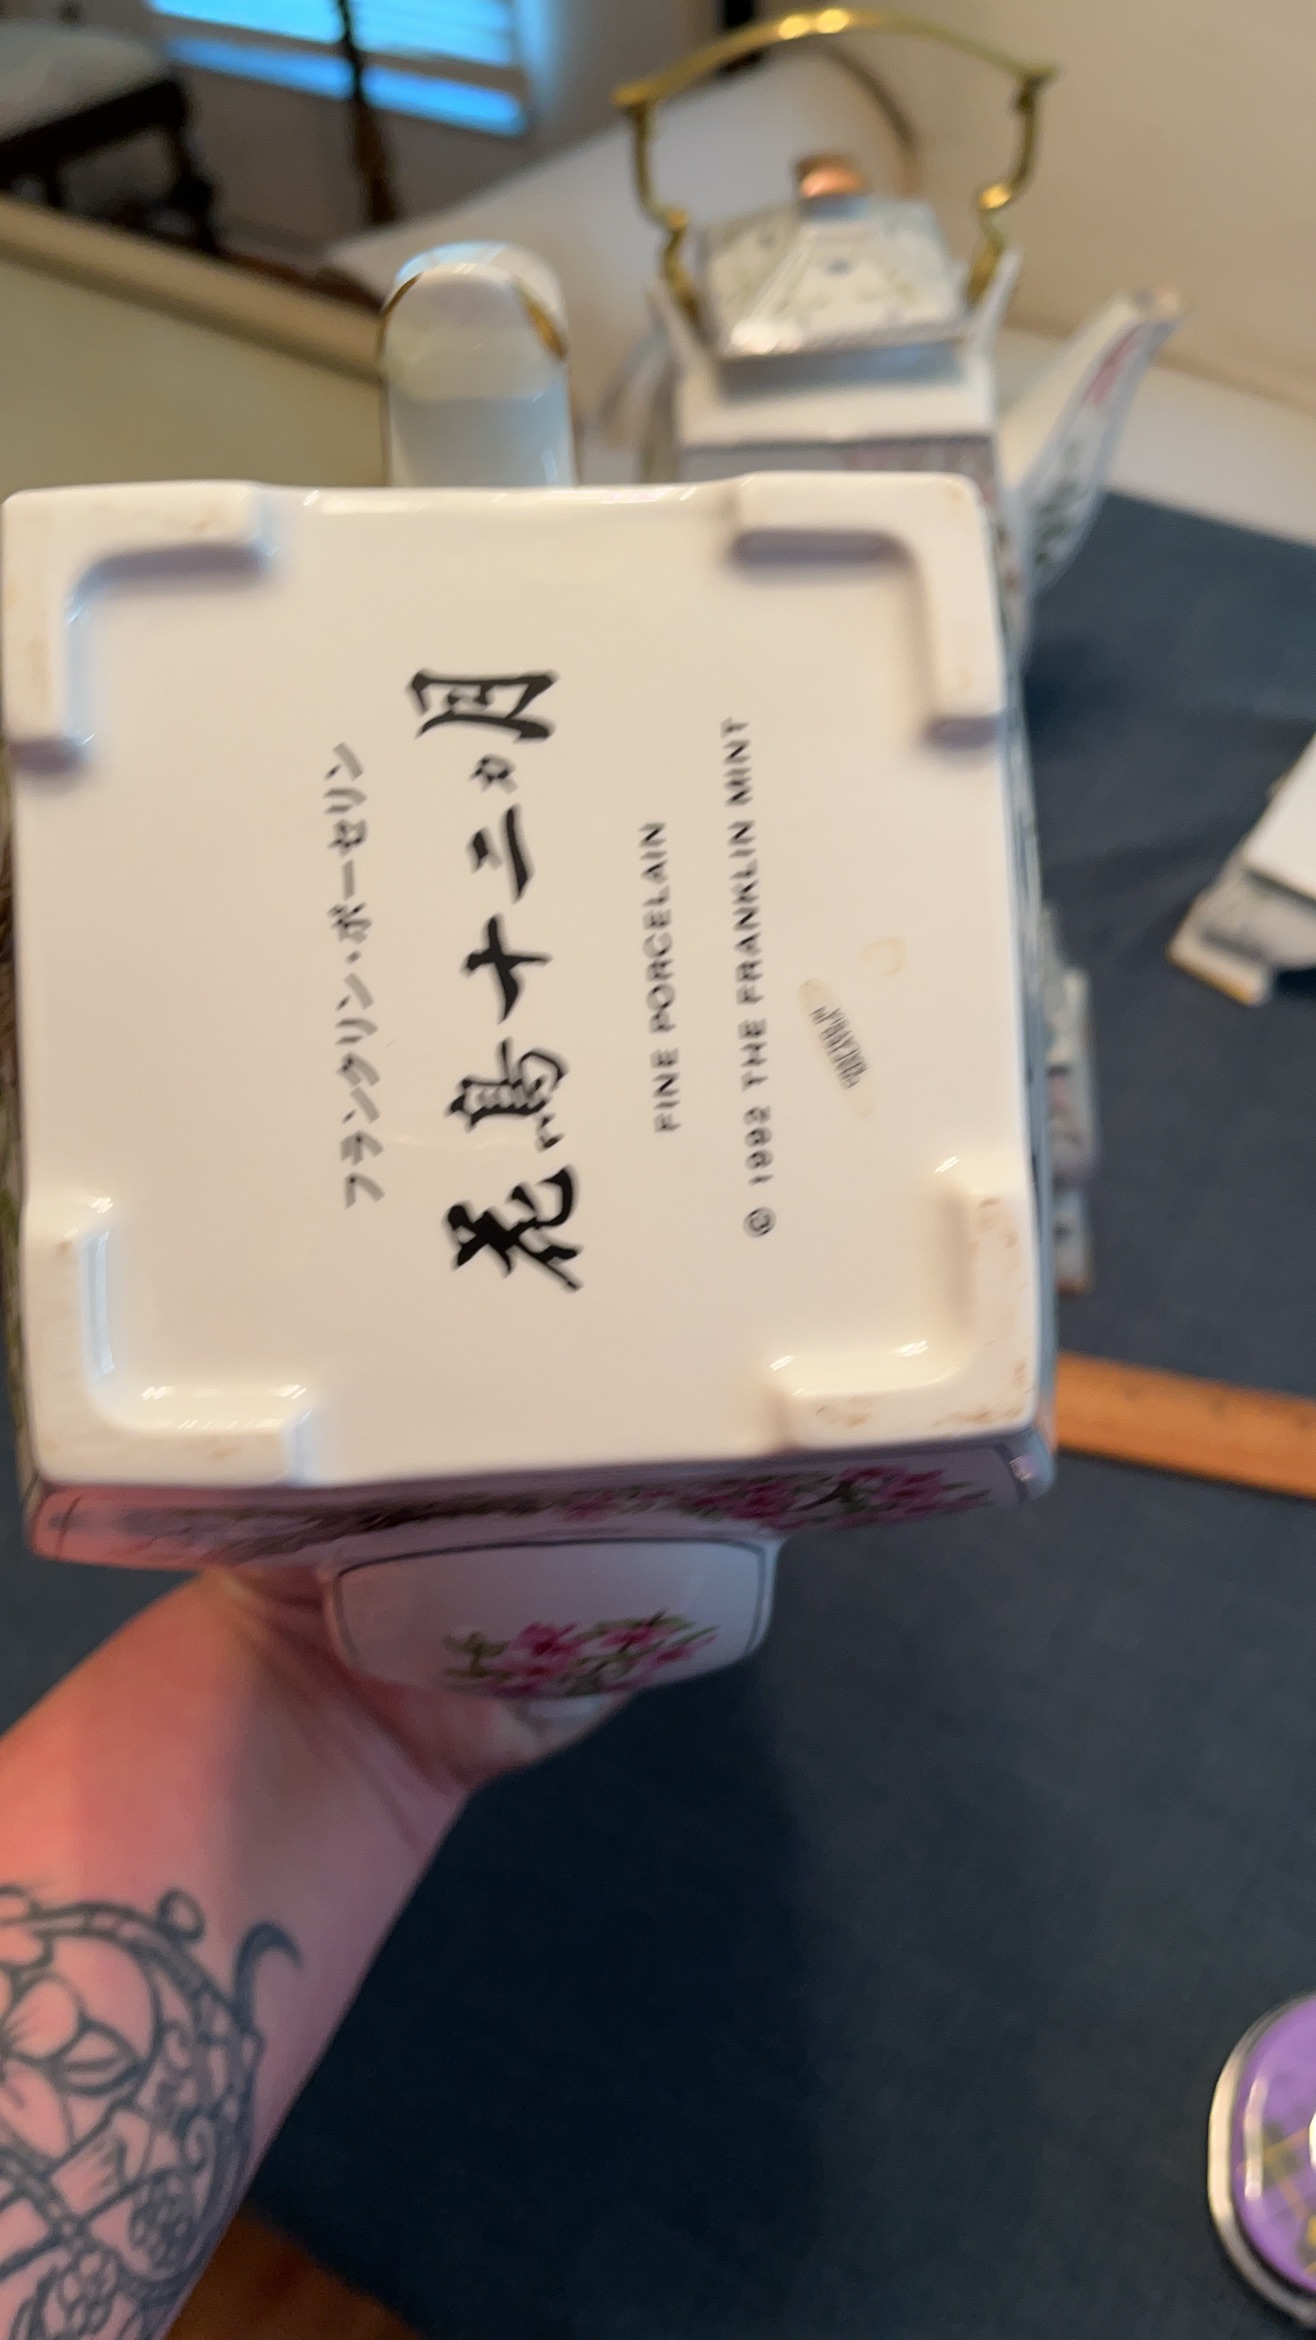 フランクリン・ポーセリン
花鳥十二カ月
FINE PORCELAIN
© 1992 THE FRANKLIN MINT